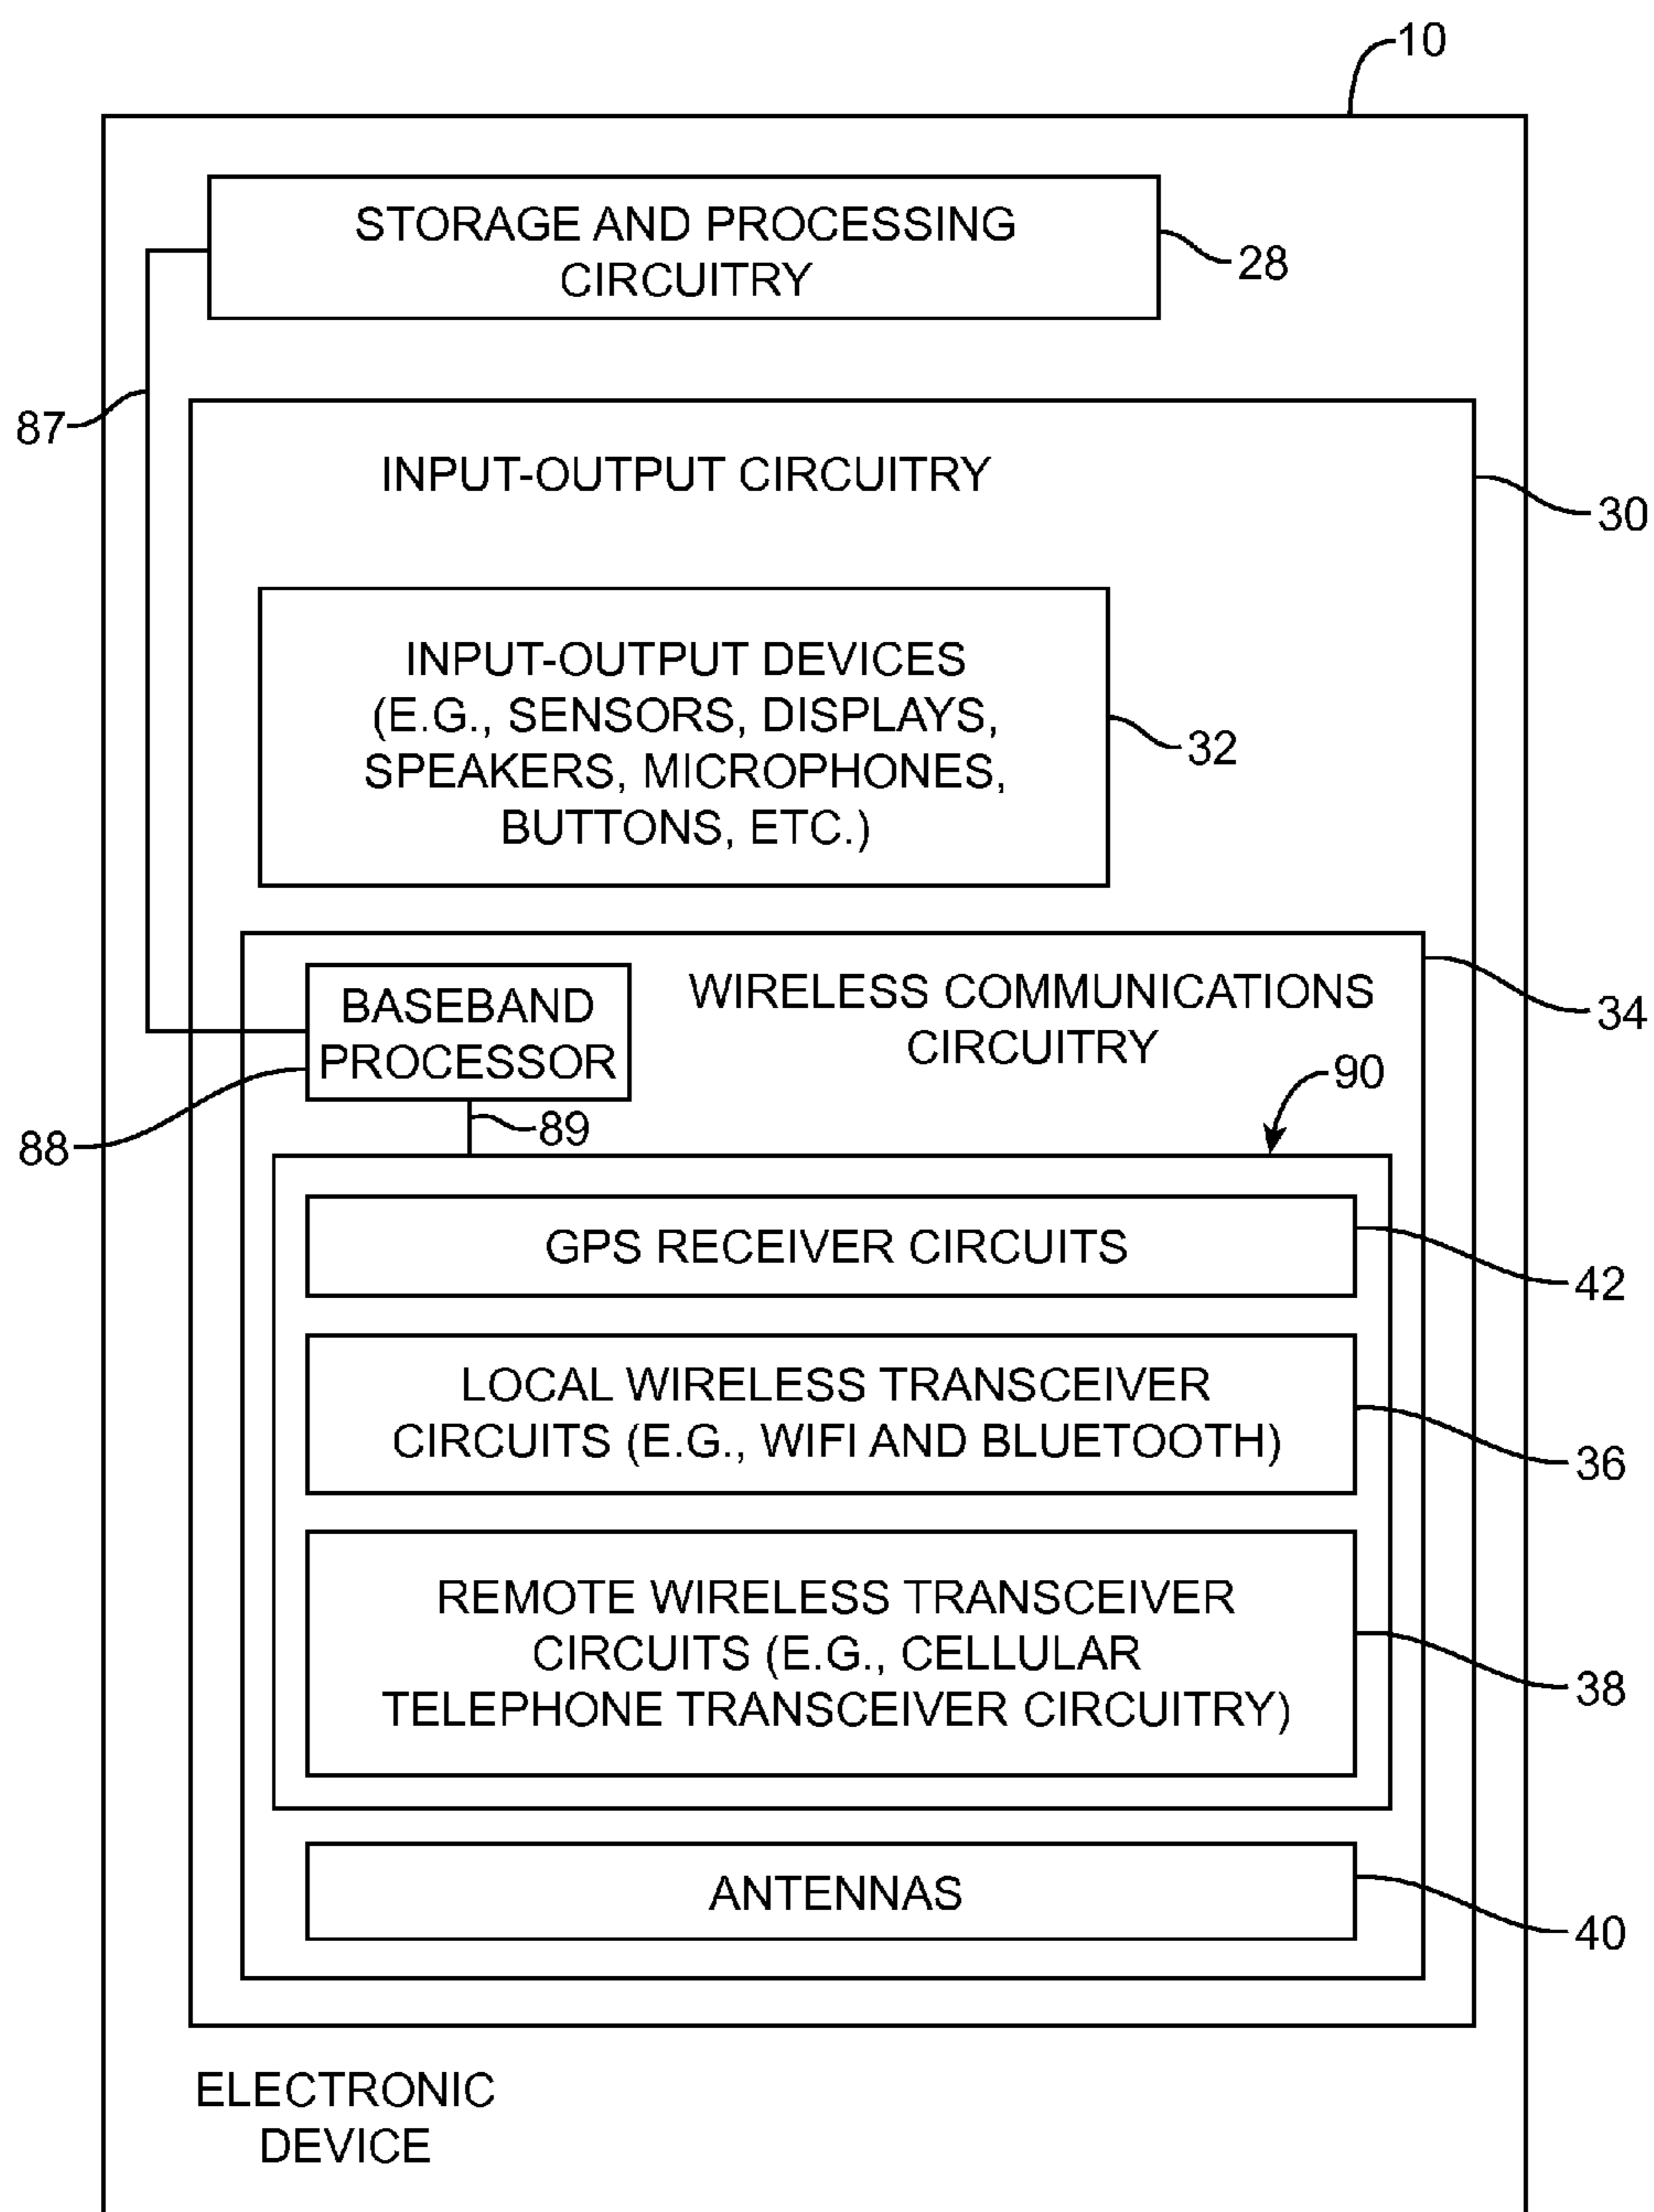 10
STORAGE AND PROCESSING
CIRCUITRY
28
87
INPUT-OUTPUT CIRCUITRY
30
INPUT-OUTPUT DEVICES
(E.G., SENSORS, DISPLAYS,
SPEAKERS, MICROPHONES,
BUTTONS, ETC.)
32
BASEBAND
PROCESSOR
WIRELESS COMMUNICATIONS
CIRCUITRY
34
90
89
88
GPS RECEIVER CIRCUITS
42
LOCAL WIRELESS TRANSCEIVER
CIRCUITS (E.G., WIFI AND BLUETOOTH)
36
REMOTE WIRELESS TRANSCEIVER
CIRCUITS (E.G., CELLULAR
TELEPHONE TRANSCEIVER CIRCUITRY)
38
ANTENNAS
40
ELECTRONIC
DEVICE